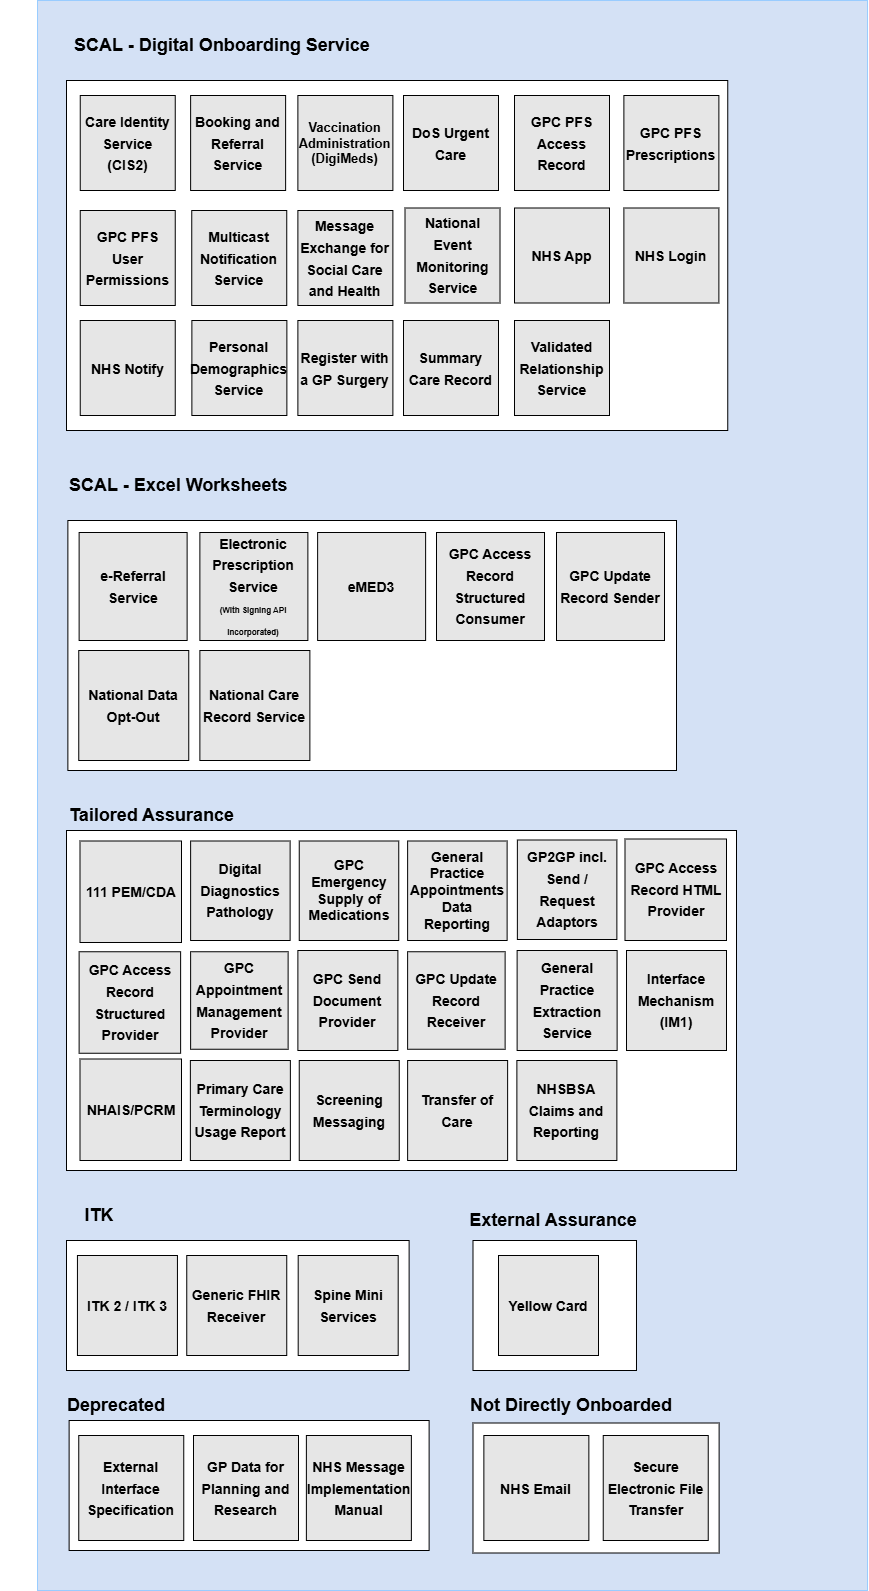 SCAL - Digital Onboarding Service
Care Identity
Service
(CIS2)
Booking and
Referral
Service
Vaccination
Administration
(DigiMeds)
DoS Urgent
Care
GPC PFS
Access
Record
GPC PFS
Prescriptions
GPC PFS
User
Permissions
Multicast
Notification
Service
Message
Exchange for
Social Care
and Health
National
Event
Monitoring
Service
NHS App
NHS Login
NHS Notify
Personal
Demographics
Service
Register with
a GP Surgery
Summary
Care Record
Validated
Relationship
Service
SCAL - Excel Worksheets
e-Referral
Service
Electronic
Prescription
Service
(With Signing API
Incorporated)
eMED3
GPC Access
Record
Structured
Consumer
GPC Update
Record Sender
National Data
Opt-Out
National Care
Record Service
Tailored Assurance
111 PEM/CDA
Digital
Diagnostics
Pathology
GPC
Emergency
Supply of
Medications
General
Practice
Appointments
Data
Reporting
GP2GP incl.
Send /
Request
Adaptors
GPC Access
Record HTML
Provider
GPC Access
Record
Structured
Provider
GPC
Appointment
Management
Provider
GPC Send
Document
Provider
GPC Update
Record
Receiver
General
Practice
Extraction
Service
Interface
Mechanism
(IM1)
NHAIS/PCRM
Primary Care
Terminology
Usage Report
Screening
Messaging
Transfer of
Care
NHSBSA
Claims and
Reporting
ITK
ITK 2 / ITK 3
Generic FHIR
Receiver
Spine Mini
Services
External Assurance
Yellow Card
Deprecated
External
Interface
Specification
GP Data for
Planning and
Research
NHS Message
Implementation
Manual
Not Directly Onboarded
NHS Email
Secure
Electronic File
Transfer